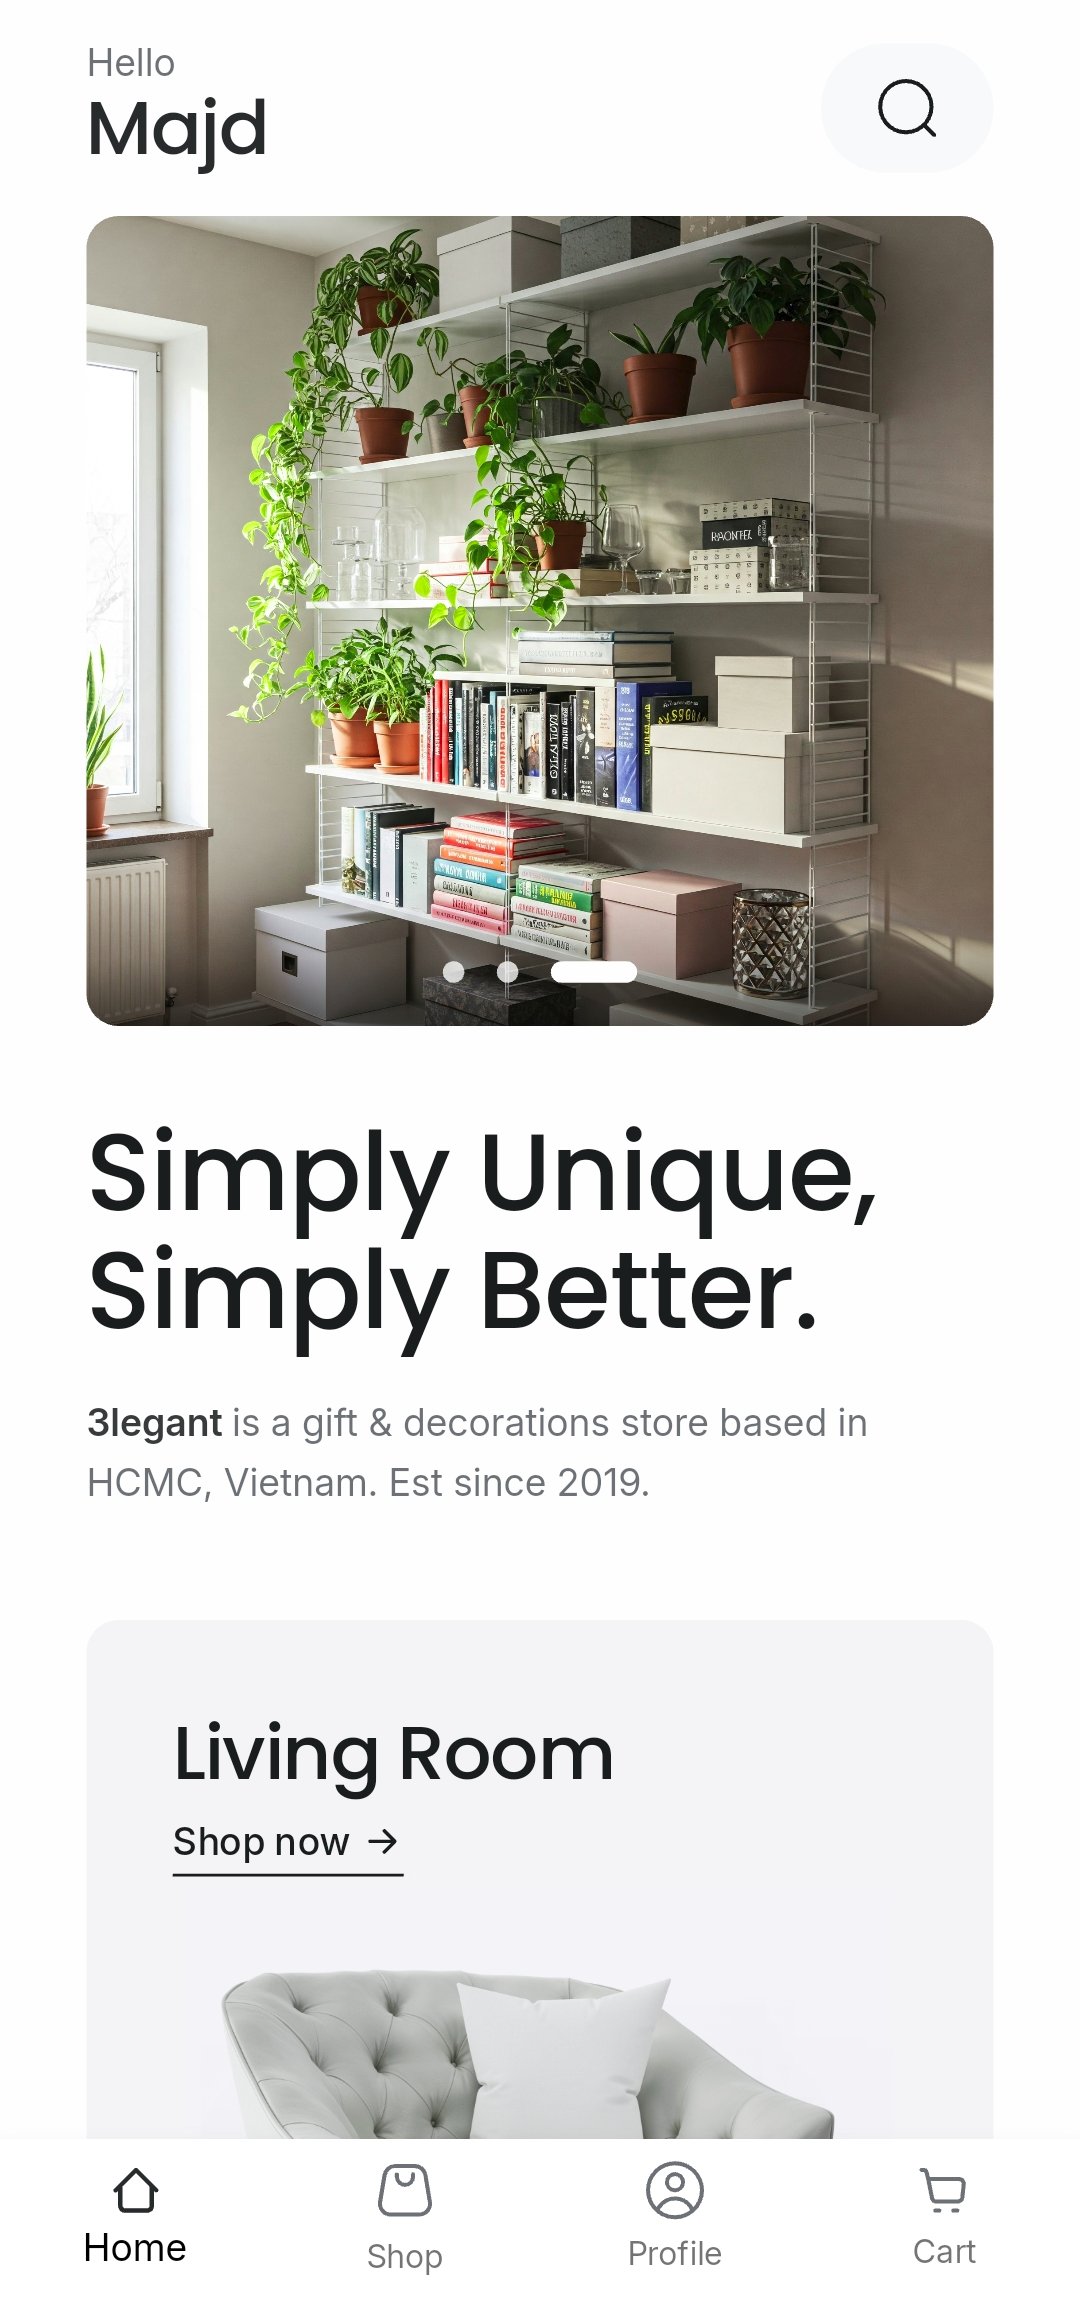 Hello
Majd
Simply Unique,
Simply Better.
3legant is a gift & decorations store based in
HCMC, Vietnam. Est since 2019.
Living Room
Shop now →
Home
Shop
Profile
Cart